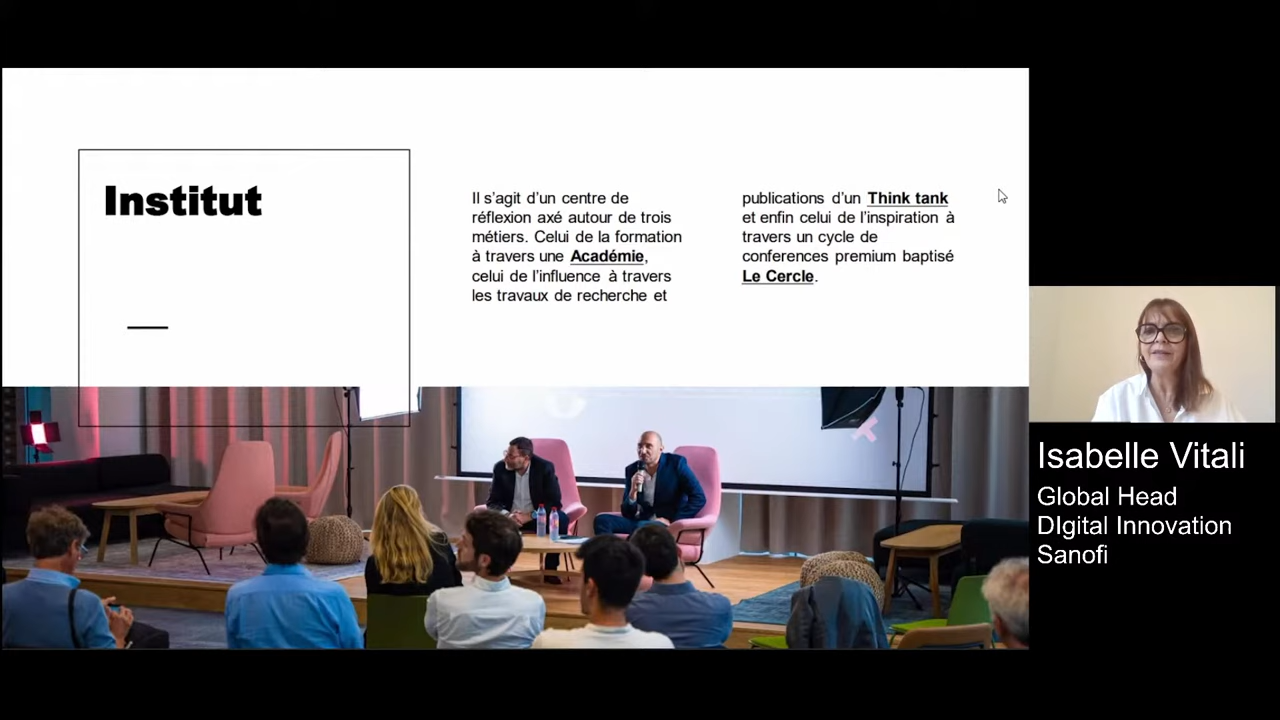 Institut
Il s’agit d’un centre de
réflexion axé autour de trois
métiers. Celui de la formation
à travers une Académie,
celui de l’influence à travers
les travaux de recherche et
publications d’un Think tank
et enfin celui de l’inspiration à
travers un cycle de
conferences premium baptisé
Le Cercle.
Isabelle Vitali
Global Head
DIgital Innovation
Sanofi